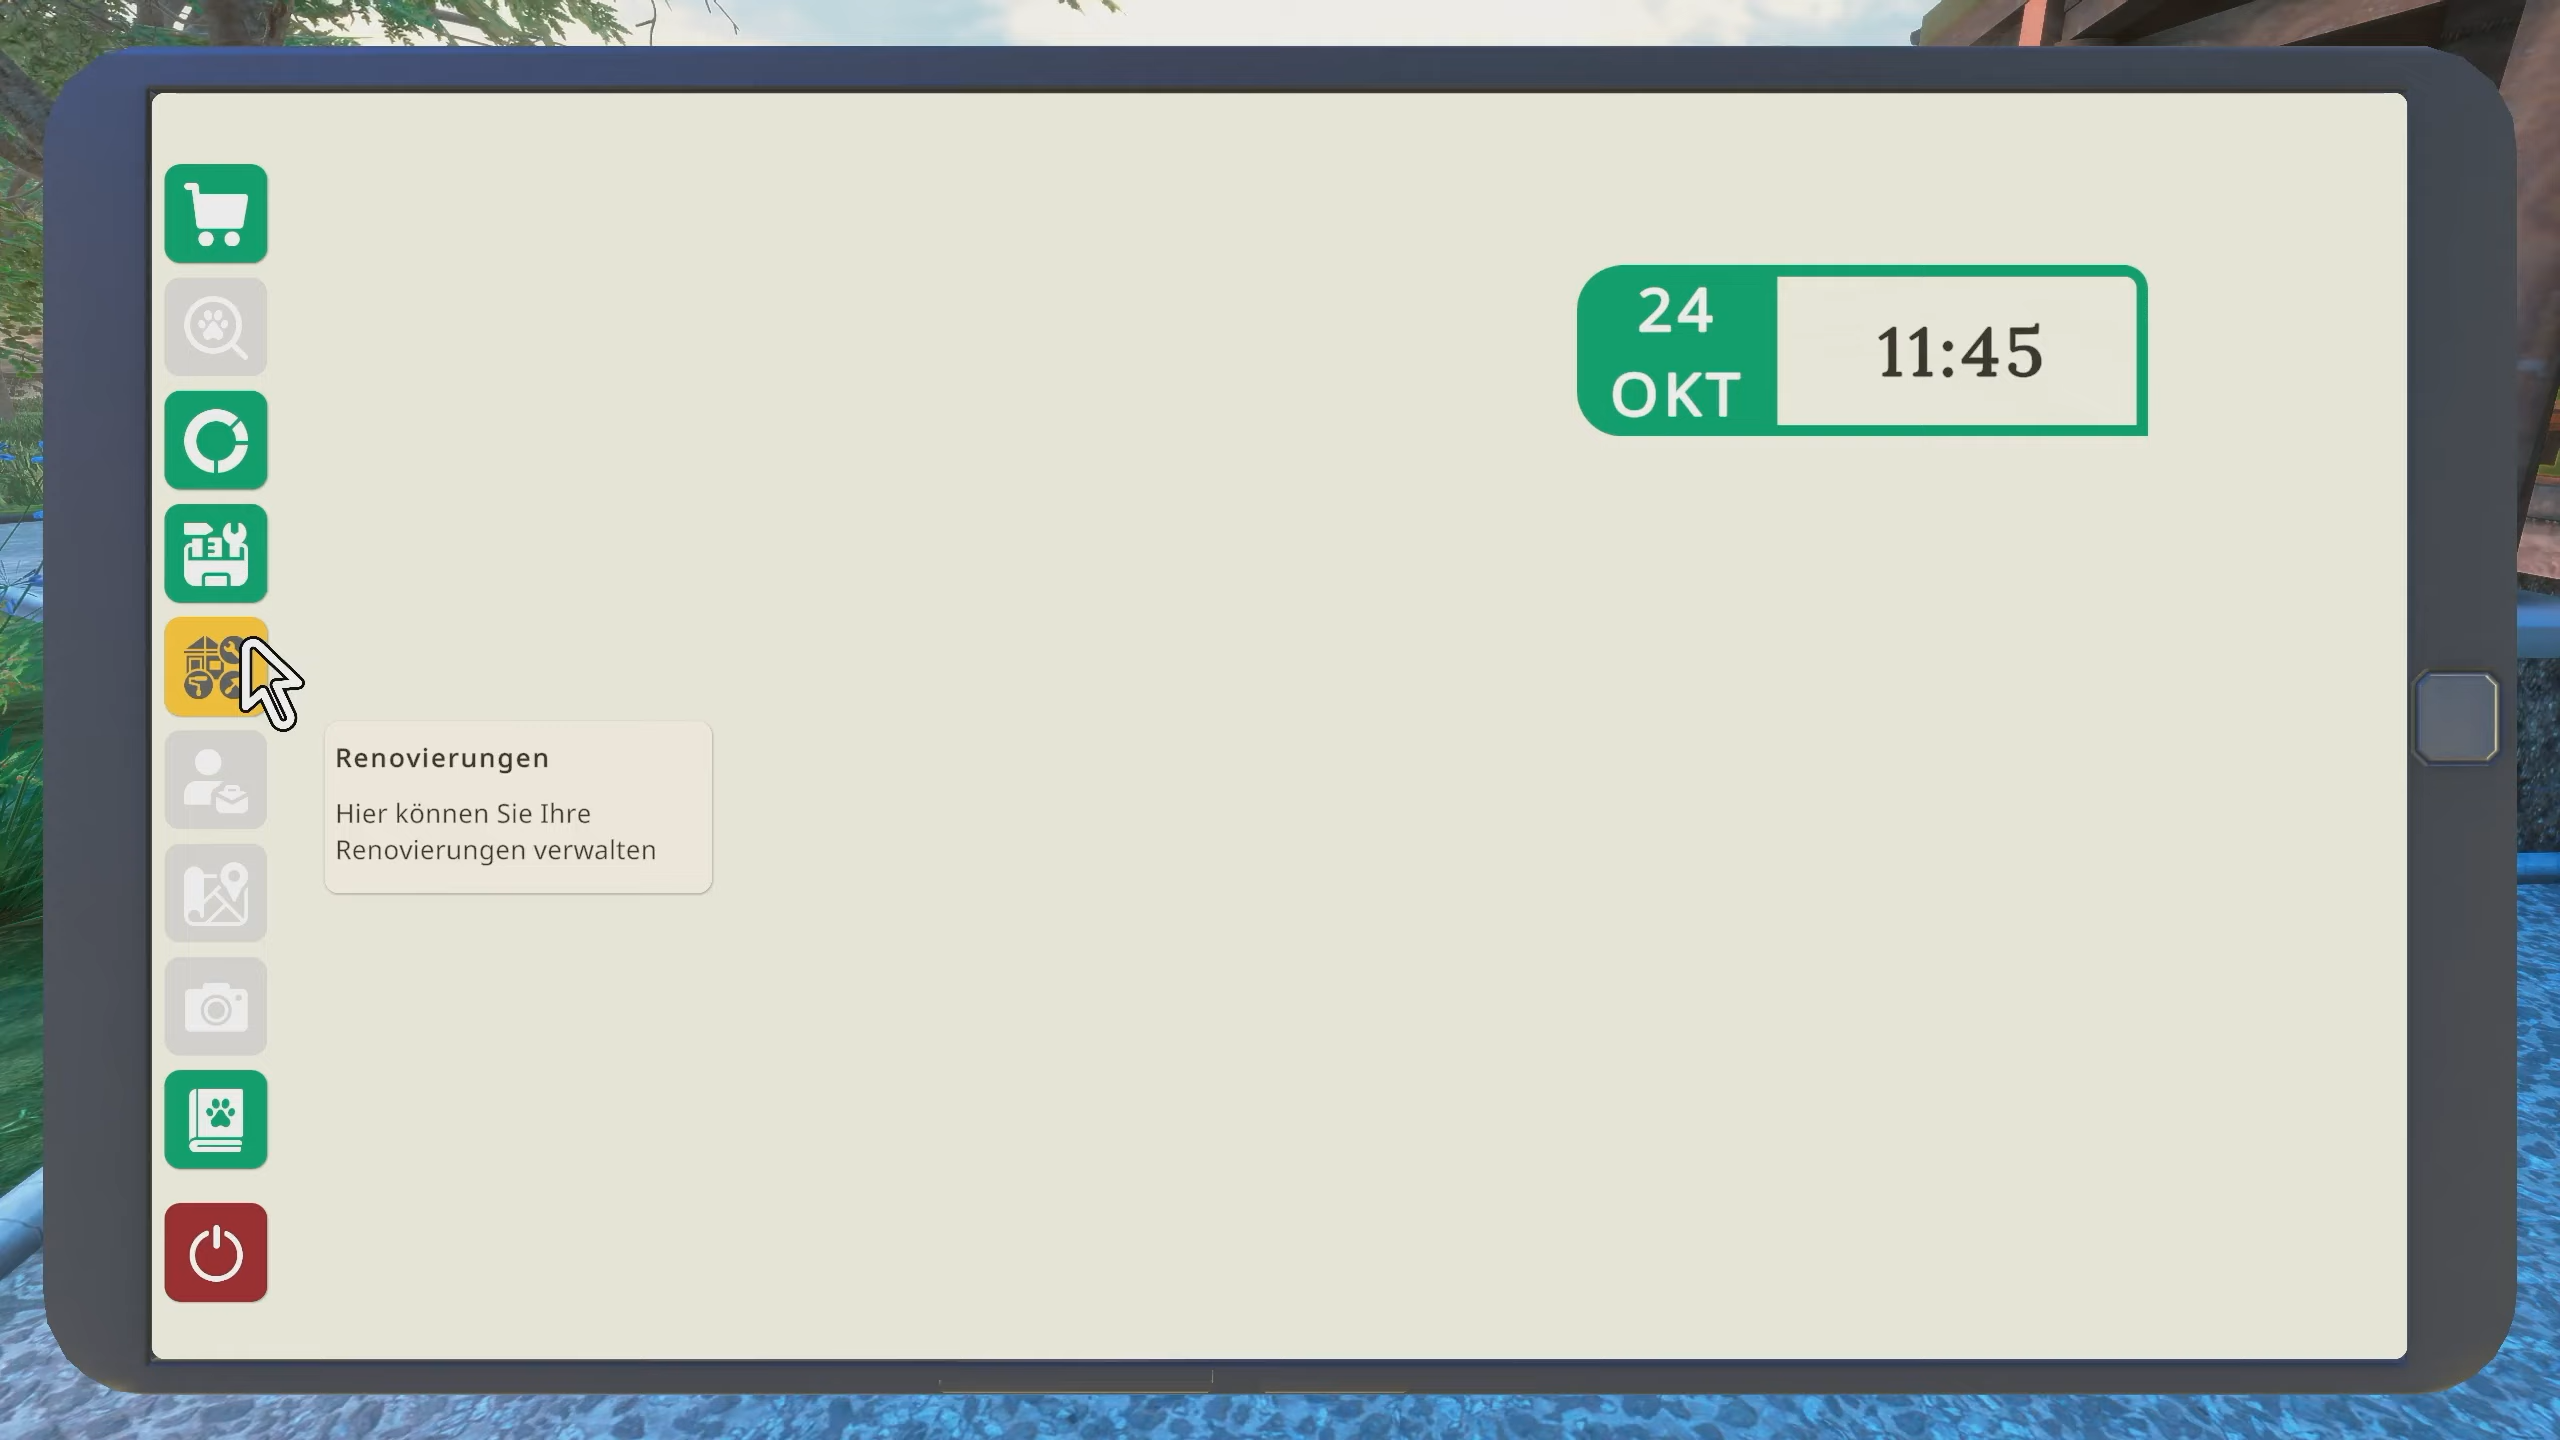 24
OKT
11:45
Renovierungen
Hier können Sie Ihre
Renovierungen verwalten